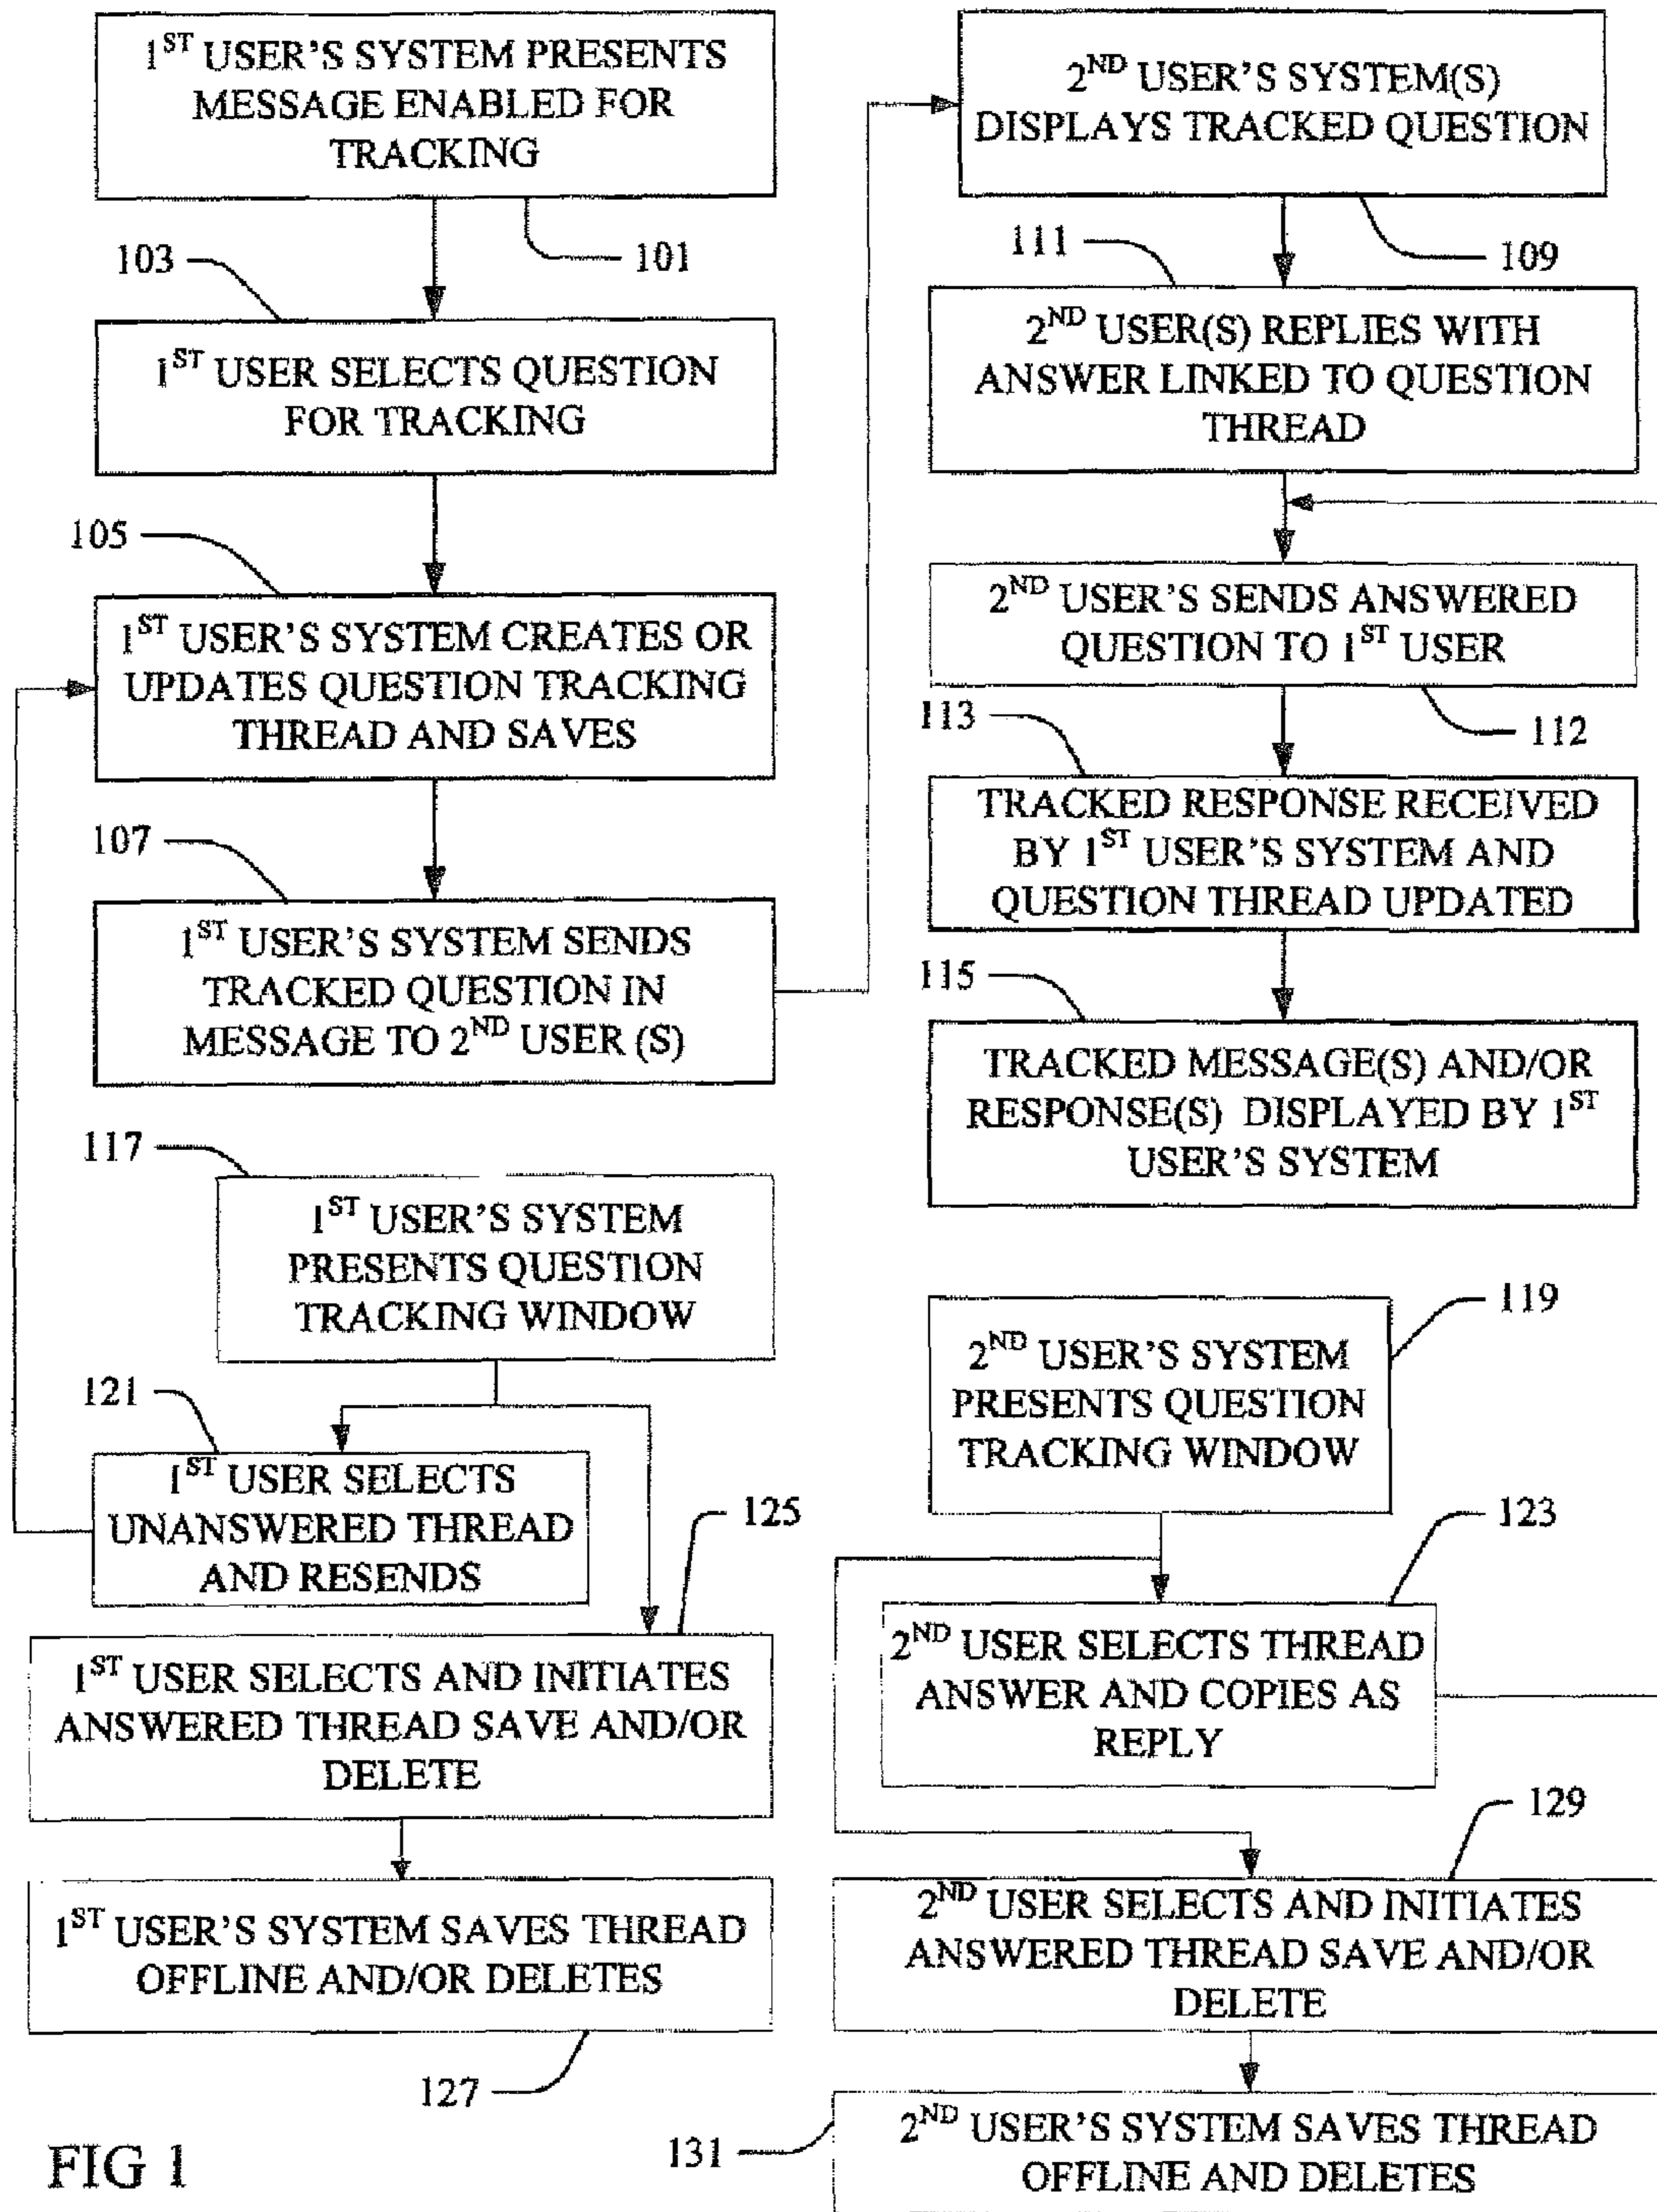 1ST USER'S SYSTEM PRESENTS
MESSAGE ENABLED FOR
TRACKING
101
103
1ST USER SELECTS QUESTION
FOR TRACKING
105
1ST USER'S SYSTEM CREATES OR
UPDATES QUESTION TRACKING
THREAD AND SAVES
107
1ST USER'S SYSTEM SENDS
TRACKED QUESTION IN
MESSAGE TO 2ND USER (S)
2ND USER'S SYSTEM(S)
DISPLAYS TRACKED QUESTION
109
111
2ND USER(S) REPLIES WITH
ANSWER LINKED TO QUESTION
THREAD
2ND USER'S SENDS ANSWERED
QUESTION TO 1ST USER
112
113
TRACKED RESPONSE RECEIVED
BY 1ST USER'S SYSTEM AND
QUESTION THREAD UPDATED
115
TRACKED MESSAGE(S) AND/OR
RESPONSE(S) DISPLAYED BY 1ST
USER'S SYSTEM
117
1ST USER'S SYSTEM
PRESENTS QUESTION
TRACKING WINDOW
121
1ST USER SELECTS
UNANSWERED THREAD
AND RESENDS
125
1ST USER SELECTS AND INITIATES
ANSWERED THREAD SAVE AND/OR
DELETE
1ST USER'S SYSTEM SAVES THREAD
OFFLINE AND/OR DELETES
127
119
2ND USER'S SYSTEM
PRESENTS QUESTION
TRACKING WINDOW
123
2ND USER SELECTS THREAD
ANSWER AND COPIES AS
REPLY
129
2ND USER SELECTS AND INITIATES
ANSWERED THREAD SAVE AND/OR
DELETE
131
2ND USER'S SYSTEM SAVES THREAD
OFFLINE AND DELETES
FIG 1